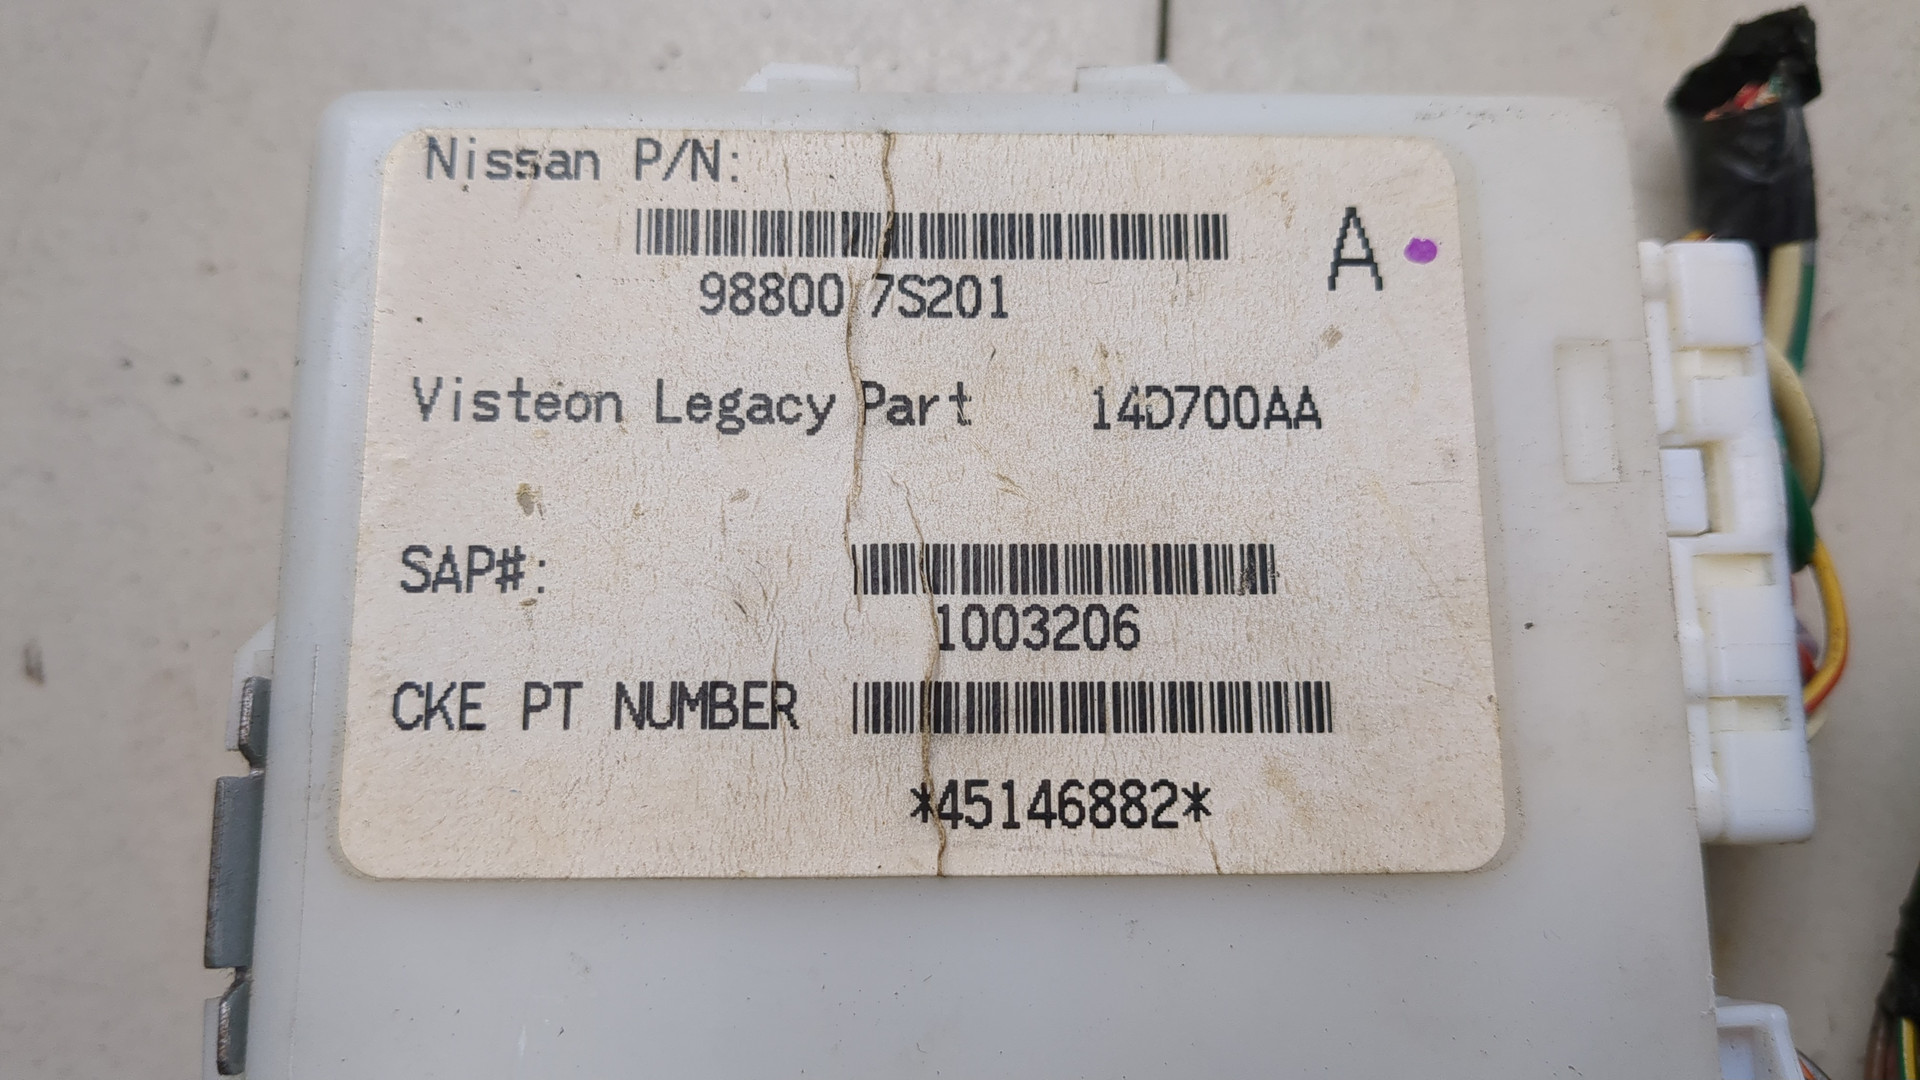 Nissan P/N:
98800 7S201
A
Visteon Legacy Part 14D700AA
SAP#:
1003206
CKE PT NUMBER
*45146882*